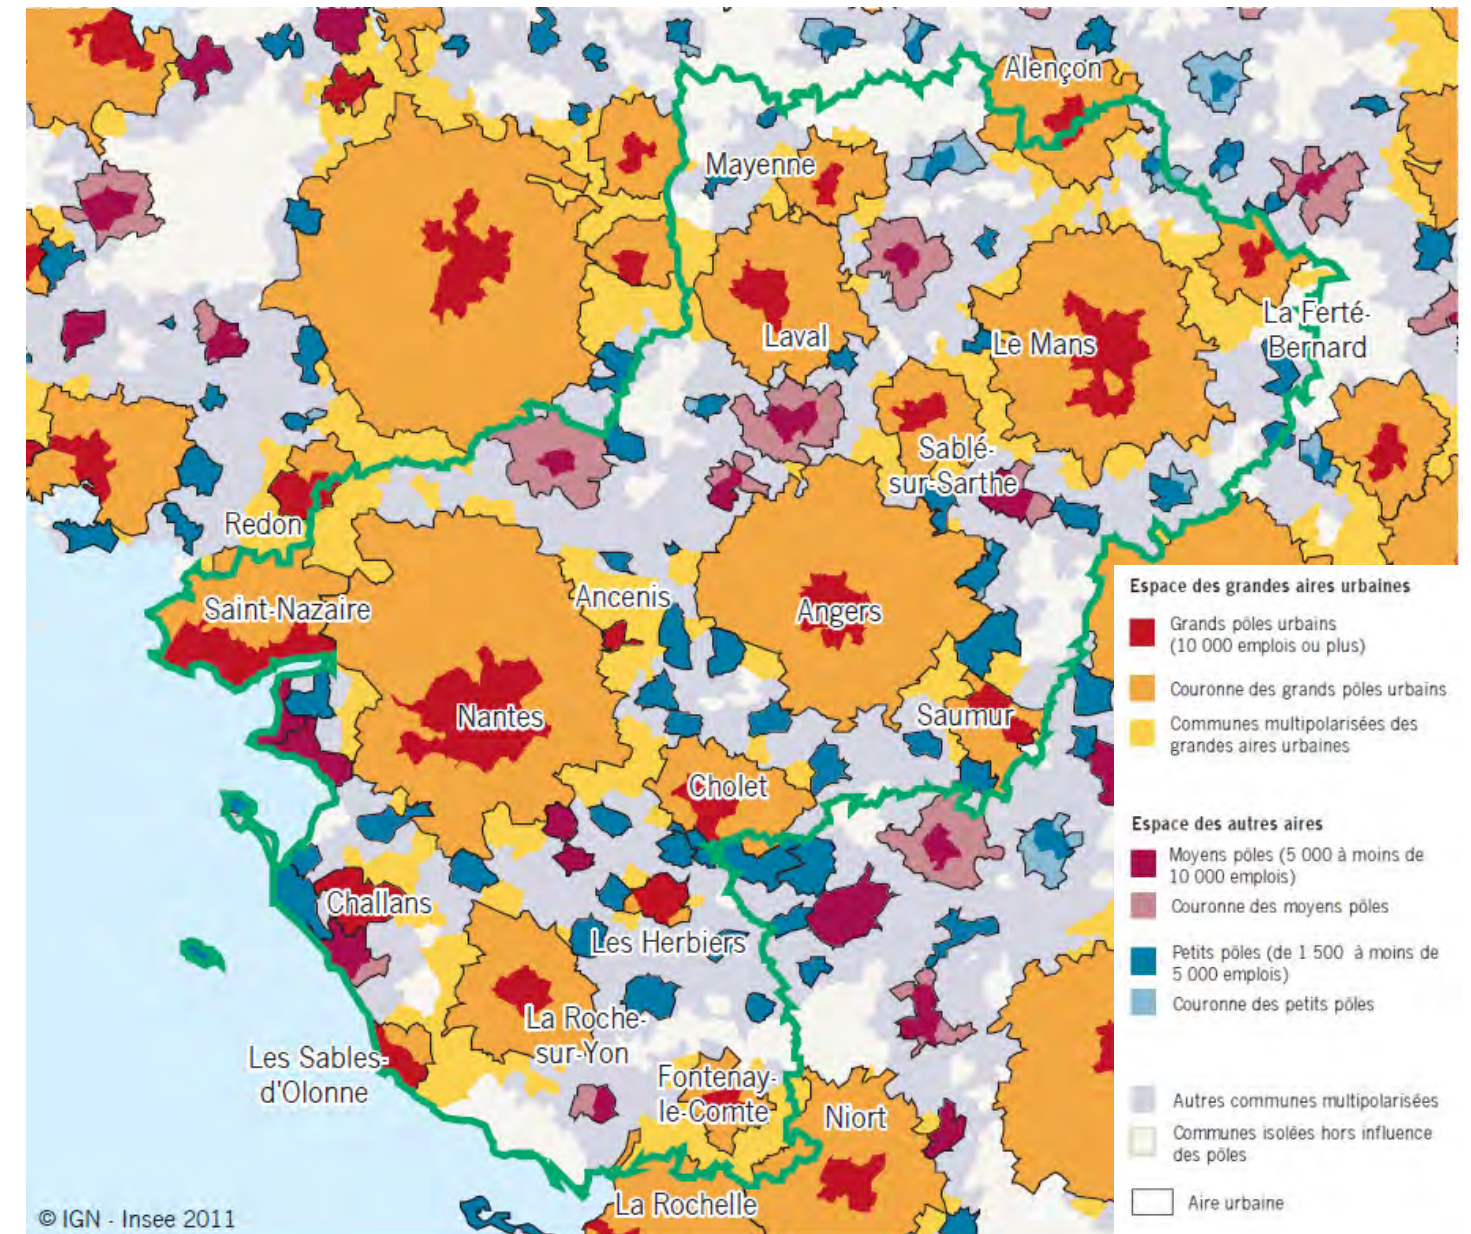 Alençon
Mayenne
Laval
Le Mans
La Ferté-
Bernard
Sablé-
sur-Sarthe
Redon
Saint-Nazaire
Ancenis
Angers
Nantes
Saumur
Cholet
Challans
Les Herbiers
La Roche-
sur-Yon
Les Sables-
d'Olonne
Fontenay-
le-Comte
Niort
La Rochelle
© IGN - Insee 2011
Espace des grandes aires urbaines
Grands pôles urbains
(10 000 emplois ou plus)
Couronne des grands pôles urbains
Communes multipolarisées des
grandes aires urbaines
Espace des autres aires
Moyens pôles (5 000 à moins de
10 000 emplois)
Couronne des moyens pôles
Petits pôles (de 1 500 à moins de
5 000 emplois)
Couronne des petits pôles
Autres communes multipolarisées
Communes isolées hors influence
des pôles
Aire urbaine